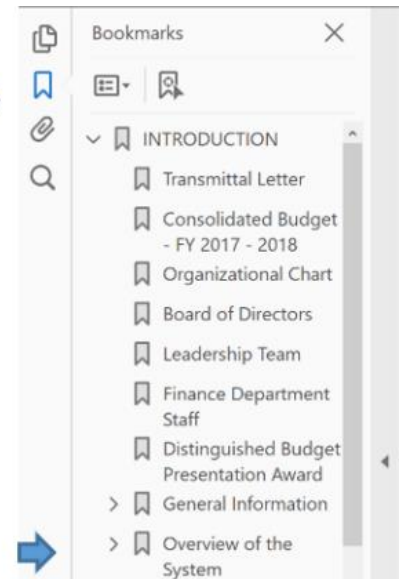 Bookmarks
INTRODUCTION
Transmittal Letter
Consolidated Budget
- FY 2017 - 2018
Organizational Chart
Board of Directors
Leadership Team
Finance Department
Staff
Distinguished Budget
Presentation Award
General Information
Overview of the
System